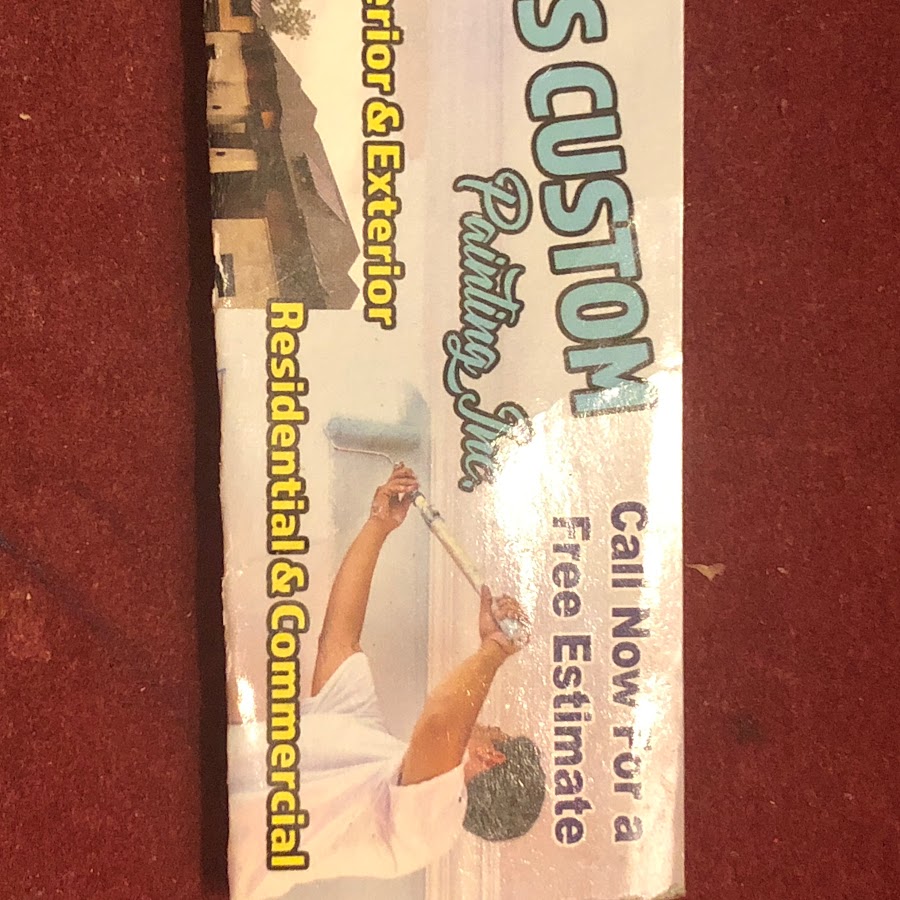 S CUSTOM
Painting Inc.
Call Now For a
Free Estimate
erior & Exterior
Residential & Commercial